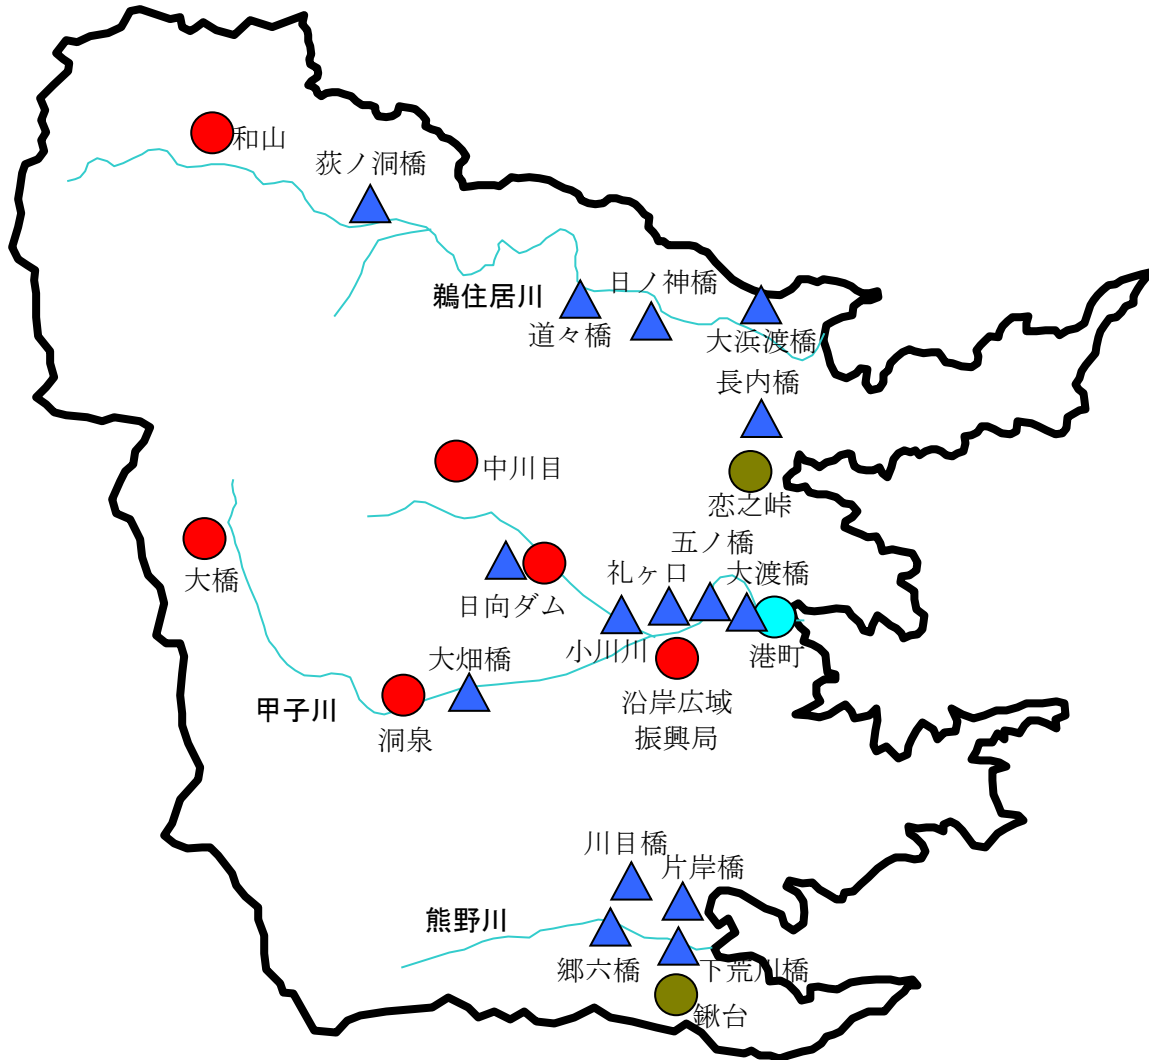 和山
荻ノ洞橋
鵜住居川
日ノ神橋
道々橋
大浜渡橋
長内橋
中川目
恋之峠
五ノ橋
大橋
礼ヶ口
大渡橋
日向ダム
小川川
港町
大畑橋
甲子川
洞泉
沿岸広域
振興局
川目橋
片岸橋
熊野川
郷六橋
下荒川橋
鍬台